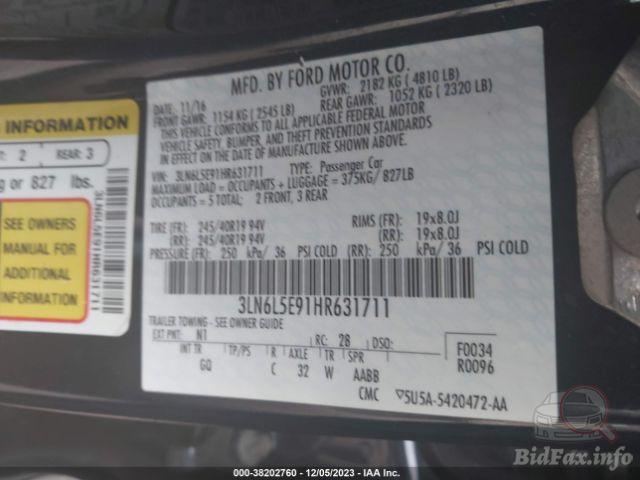 MFD. BY FORD MOTOR CO.
DATE: 11/16
GVWR: 2182 KG ( 4810 LB)
FRONT GAWR: 1154 KG ( 2545 LB)
REAR GAWR: 1052 KG ( 2320 LB)
THIS VEHICLE CONFORMS TO ALL APPLICABLE FEDERAL MOTOR
VEHICLE SAFETY, BUMPER, AND THEFT PREVENTION STANDARDS
IN EFFECT ON THE DATE OF MANUFACTURE SHOWN ABOVE.
VIN: 3LN6L5E91HR631711 TYPE: Passenger Car
MAXIMUM LOAD = OCCUPANTS + LUGGAGE = 375KG/ 827LB
OCCUPANTS = 5 TOTAL: 2 FRONT, 3 REAR
TIRE (FR): 245/40R19 94V RIMS (FR): 19x8.0J
(RR): 245/40R19 94V (RR): 19x8.0J
PRESSURE (FR): 250 kPa/ 36 PSI COLD (RR): 250 kPa/ 36 PSI COLD
3LN6L5E91HR631711
TRAILER TOWING - SEE OWNER GUIDE
EXT PNT: N1 RC: 28 DSO:
F0034
R0096
INT TR TP/PS R AXLE TR SPR
GQ C 32 W AABB
CMC
5U5A-5420472-AA
INFORMATION
: 2 REAR: 3
g or 827 lbs.
SEE OWNERS
MANUAL FOR
ADDITIONAL
INFORMATION
3LN6L5E91HR631711
000-38202760 - 12/05/2023 - IAA Inc.
BidFax.info